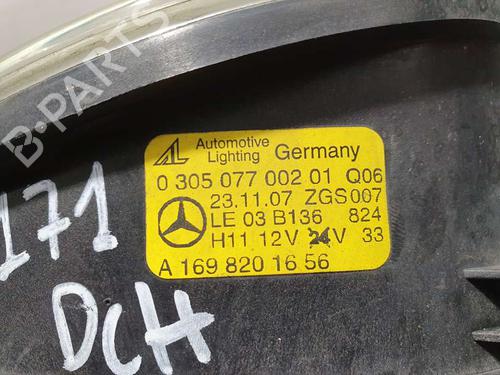 B-PARTS
AL Automotive Lighting Germany
0 305 077 002 01 Q06
23.11.07 ZGS 007
LE 03 B136 824
H11 12V 24V 33
A 169 820 16 56
171
DCH